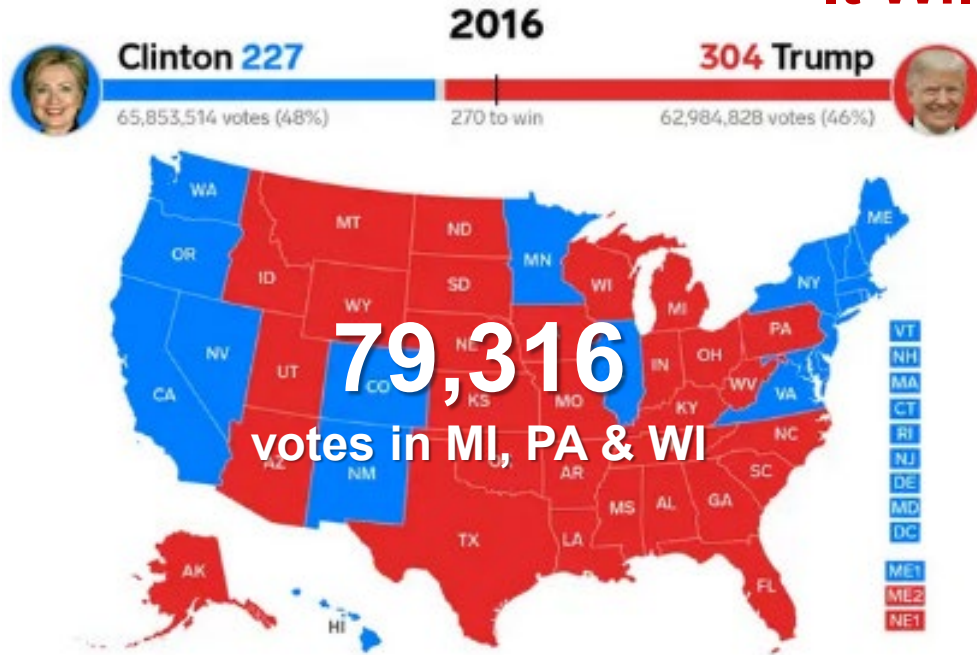 2016
Clinton 227
304 Trump
65,853,514 votes (48%)
270 to win
62,984,828 votes (46%)
WA
MT
ND
MN
ME
OR
ID
SD
WI
NY
WY
MI
NV
UT
NE
PA
VT
CA
CO
IN
OH
NH
79,316
KS
MO
WV
VA
MA
KY
CT
votes in MI, PA & WI
NC
RI
AZ
NM
AR
SC
NJ
MS
AL
GA
DE
TX
LA
MD
DC
AK
FL
ME1
HI
ME2
NE1